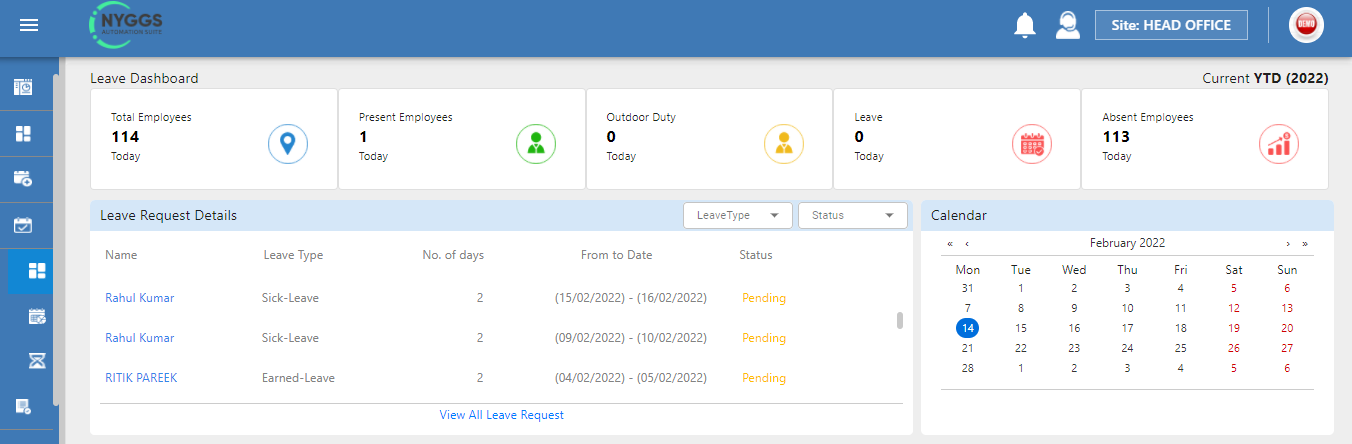 NYGGS
AUTOMATION SUITE
Site: HEAD OFFICE
DEMO
Leave Dashboard
Current YTD (2022)
Total Employees
114
Today
Present Employees
1
Today
Outdoor Duty
0
Today
Leave
0
Today
Absent Employees
113
Today
Leave Request Details
LeaveType
Status
Name Leave Type No. of days From to Date Status
Rahul Kumar Sick-Leave 2 (15/02/2022) - (16/02/2022) Pending
Rahul Kumar Sick-Leave 2 (09/02/2022) - (10/02/2022) Pending
RITIK PAREEK Earned-Leave 2 (04/02/2022) - (05/02/2022) Pending
View All Leave Request
Calendar
« ‹ February 2022 › »
Mon Tue Wed Thu Fri Sat Sun
31 1 2 3 4 5 6
7 8 9 10 11 12 13
14 15 16 17 18 19 20
21 22 23 24 25 26 27
28 1 2 3 4 5 6